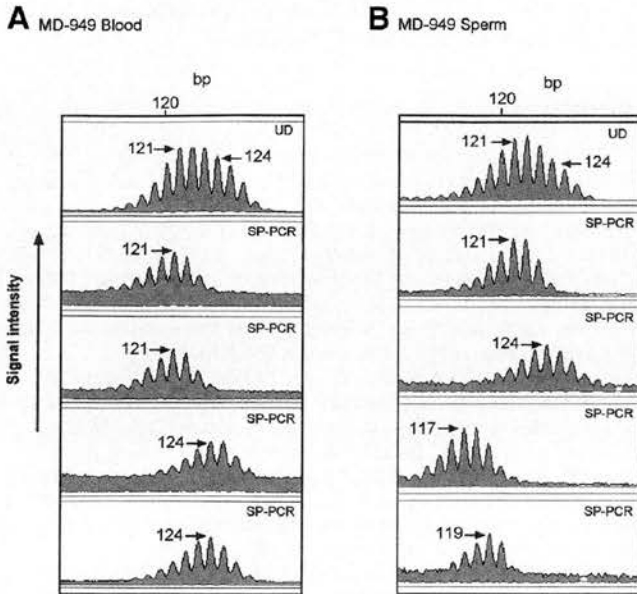 A MD-949 Blood
bp
120
UD
121
124
SP-PCR
121
SP-PCR
121
SP-PCR
124
SP-PCR
124
Signal intensity
B MD-949 Sperm
bp
120
UD
121
124
SP-PCR
121
SP-PCR
124
SP-PCR
117
SP-PCR
119